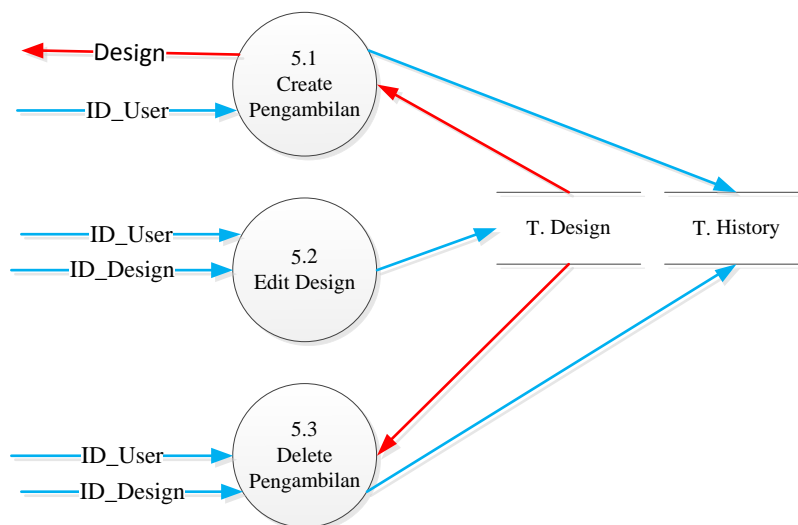 Design
ID_User
5.1
Create
Pengambilan
ID_User
ID_Design
5.2
Edit Design
T. Design
T. History
ID_User
ID_Design
5.3
Delete
Pengambilan